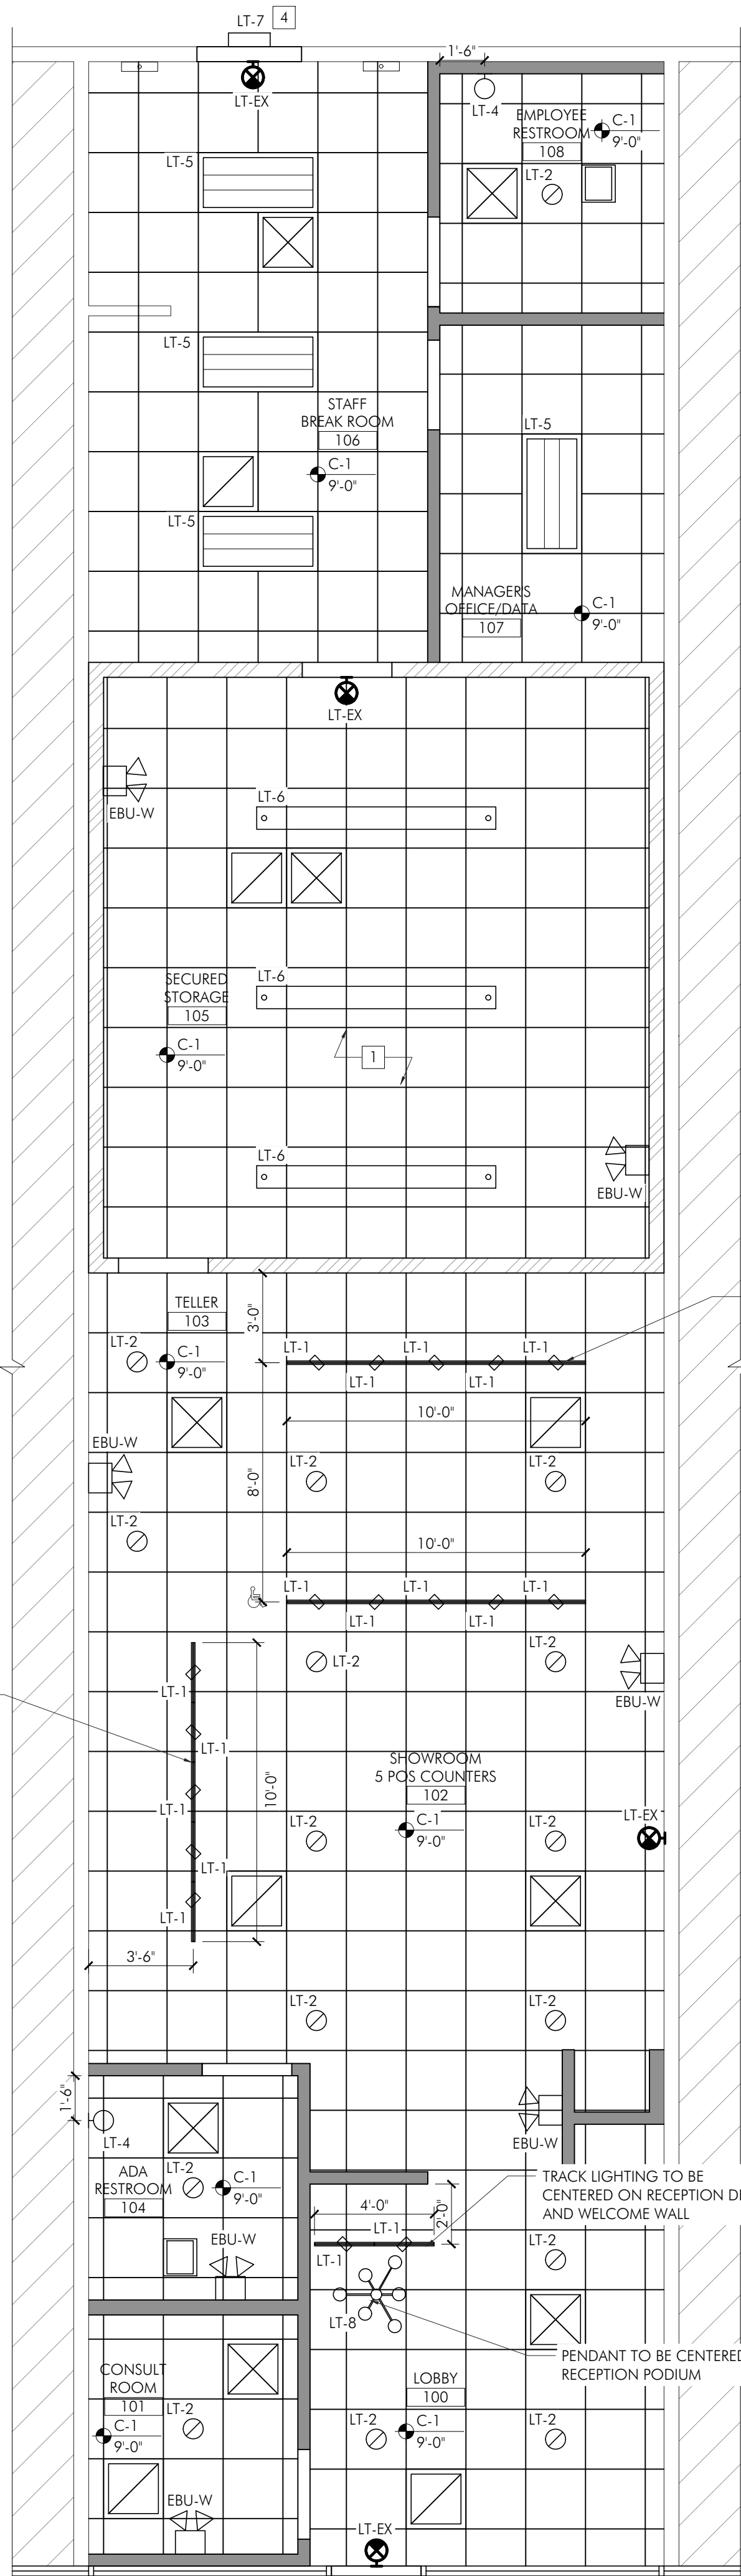 LT-7
4
1'-6"
LT-EX
LT-4
EMPLOYEE
RESTROOM
108
C-1
9'-0"
LT-5
LT-2
LT-5
STAFF
BREAK ROOM
106
C-1
9'-0"
LT-5
LT-5
MANAGERS
OFFICE/DATA
107
C-1
9'-0"
LT-EX
EBU-W
LT-6
LT-6
SECURED
STORAGE
105
C-1
9'-0"
1
LT-6
EBU-W
TELLER
103
3'-0"
LT-2
C-1
9'-0"
LT-1
LT-1
LT-1
LT-1
LT-1
10'-0"
EBU-W
LT-2
LT-2
8'-0"
LT-2
10'-0"
LT-1
LT-1
LT-1
LT-1
LT-1
LT-2
LT-2
EBU-W
LT-1
LT-1
LT-1
LT-1
LT-1
10'-0"
SHOWROOM
5 POS COUNTERS
102
C-1
9'-0"
LT-2
LT-2
LT-EX
3'-6"
LT-2
LT-2
1'-6"
LT-4
EBU-W
ADA
RESTROOM
104
LT-2
C-1
9'-0"
EBU-W
4'-0"
2'-0"
LT-1
LT-1
TRACK LIGHTING TO BE
CENTERED ON RECEPTION
AND WELCOME WALL
LT-2
LT-8
PENDANT TO BE CENTERED
RECEPTION PODIUM
CONSULT
ROOM
101
LT-2
C-1
9'-0"
LOBBY
100
LT-2
C-1
9'-0"
LT-2
EBU-W
LT-EX